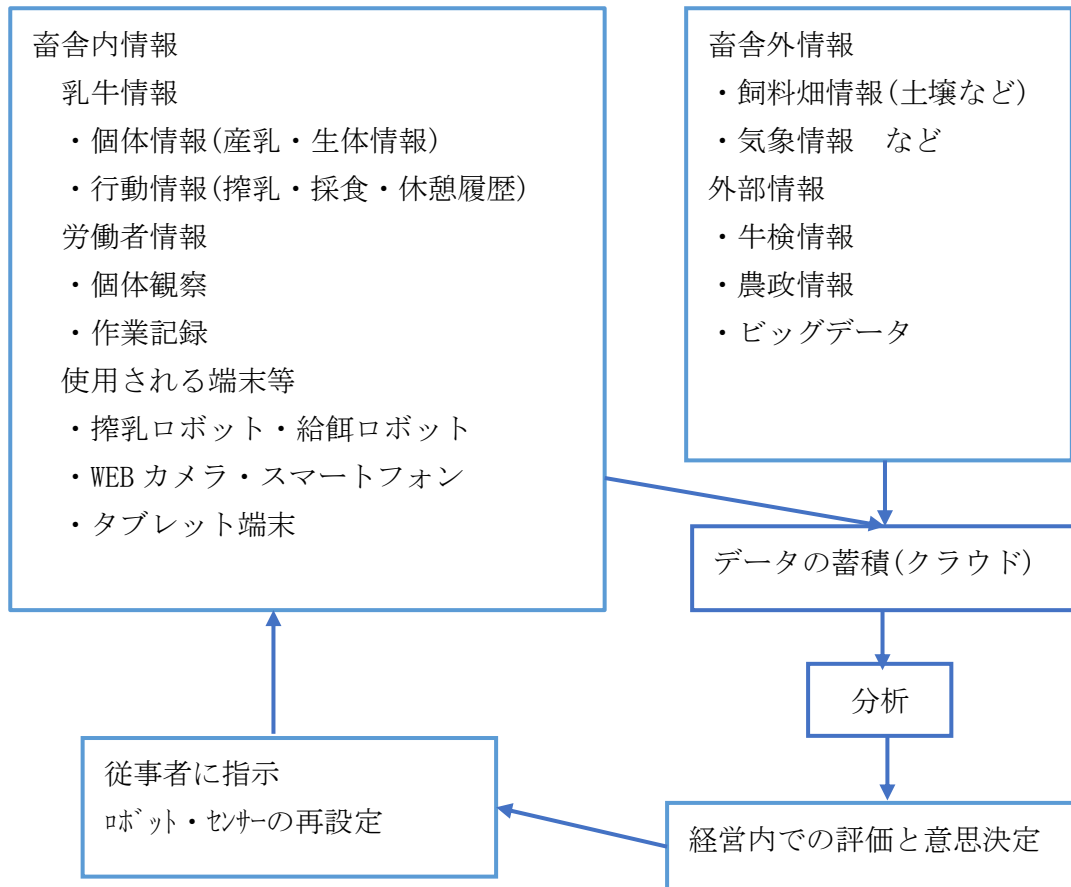 畜舎内情報
乳牛情報
・個体情報(産乳・生体情報)
・行動情報(搾乳・採食・休憩履歴)
労働者情報
・個体観察
・作業記録
使用される端末等
・搾乳ロボット・給餌ロボット
・WEBカメラ・スマートフォン
・タブレット端末
畜舎外情報
・飼料畑情報(土壌など)
・気象情報　など
外部情報
・牛検情報
・農政情報
・ビッグデータ
データの蓄積(クラウド)
分析
経営内での評価と意思決定
従事者に指示
ﾛﾎﾞｯﾄ・ｾﾝｻｰの再設定